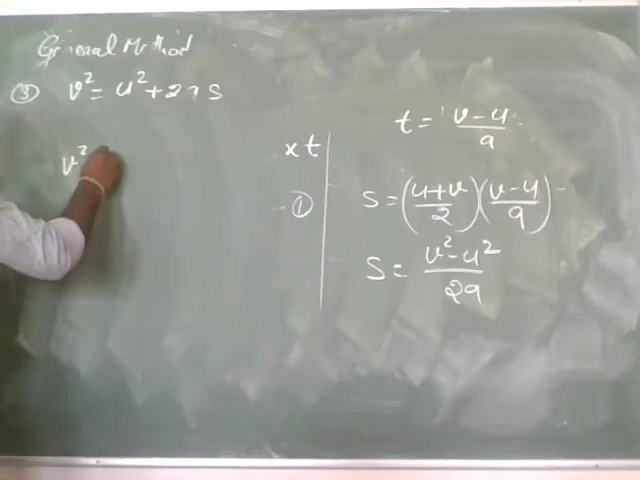 General Method
③ v² = u² + 2as
v²
x t
- ①
t = v - u / a
s = (u + v / 2) (v - u / a)
s = v² - u² / 2a